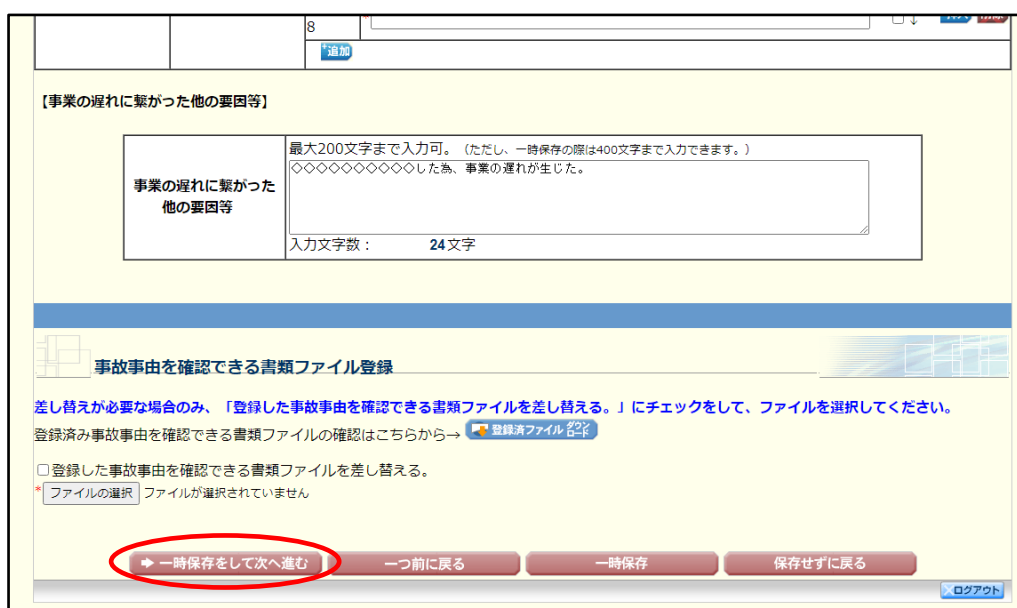 8 *
+追加
【事業の遅れに繋がった他の要因等】
最大200文字まで入力可。（ただし、一時保存の際は400文字まで入力できます。）
事業の遅れに繋がった
他の要因等
◇◇◇◇◇◇◇◇◇◇した為、事業の遅れが生じた。
入力文字数： 24文字
事故事由を確認できる書類ファイル登録
差し替えが必要な場合のみ、「登録した事故事由を確認できる書類ファイルを差し替える。」にチェックをして、ファイルを選択してください。
登録済み事故事由を確認できる書類ファイルの確認はこちらから→ 登録済ファイル ダウンロード
登録した事故事由を確認できる書類ファイルを差し替える。
* ファイルの選択 ファイルが選択されていません
一時保存をして次へ進む 一つ前に戻る 一時保存 保存せずに戻る
ログアウト